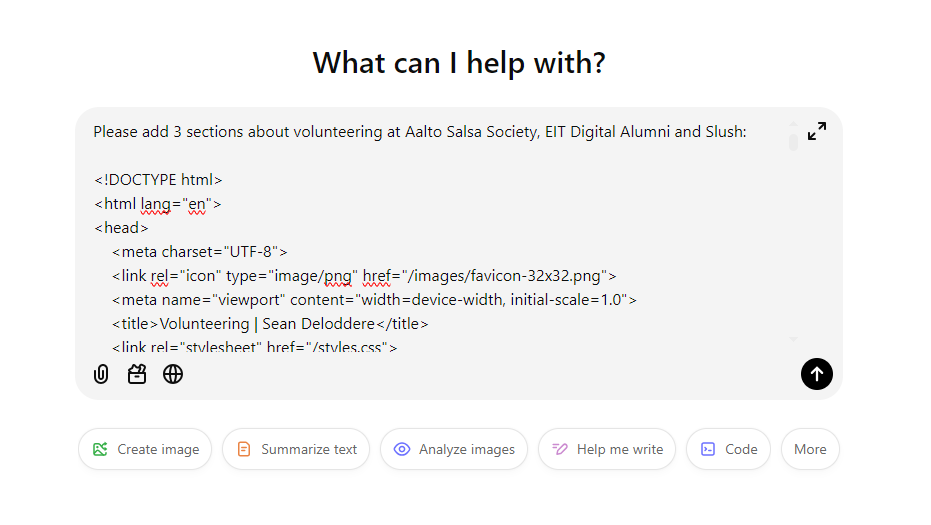 What can I help with?
Please add 3 sections about volunteering at Aalto Salsa Society, EIT Digital Alumni and Slush:
<!DOCTYPE html>
<html lang="en">
<head>
<meta charset="UTF-8">
<link rel="icon" type="image/png" href="/images/favicon-32x32.png">
<meta name="viewport" content="width=device-width, initial-scale=1.0">
<title>Volunteering | Sean Deloddere</title>
<link rel="stylesheet" href="/styles.css">
Create image Summarize text Analyze images Help me write Code More